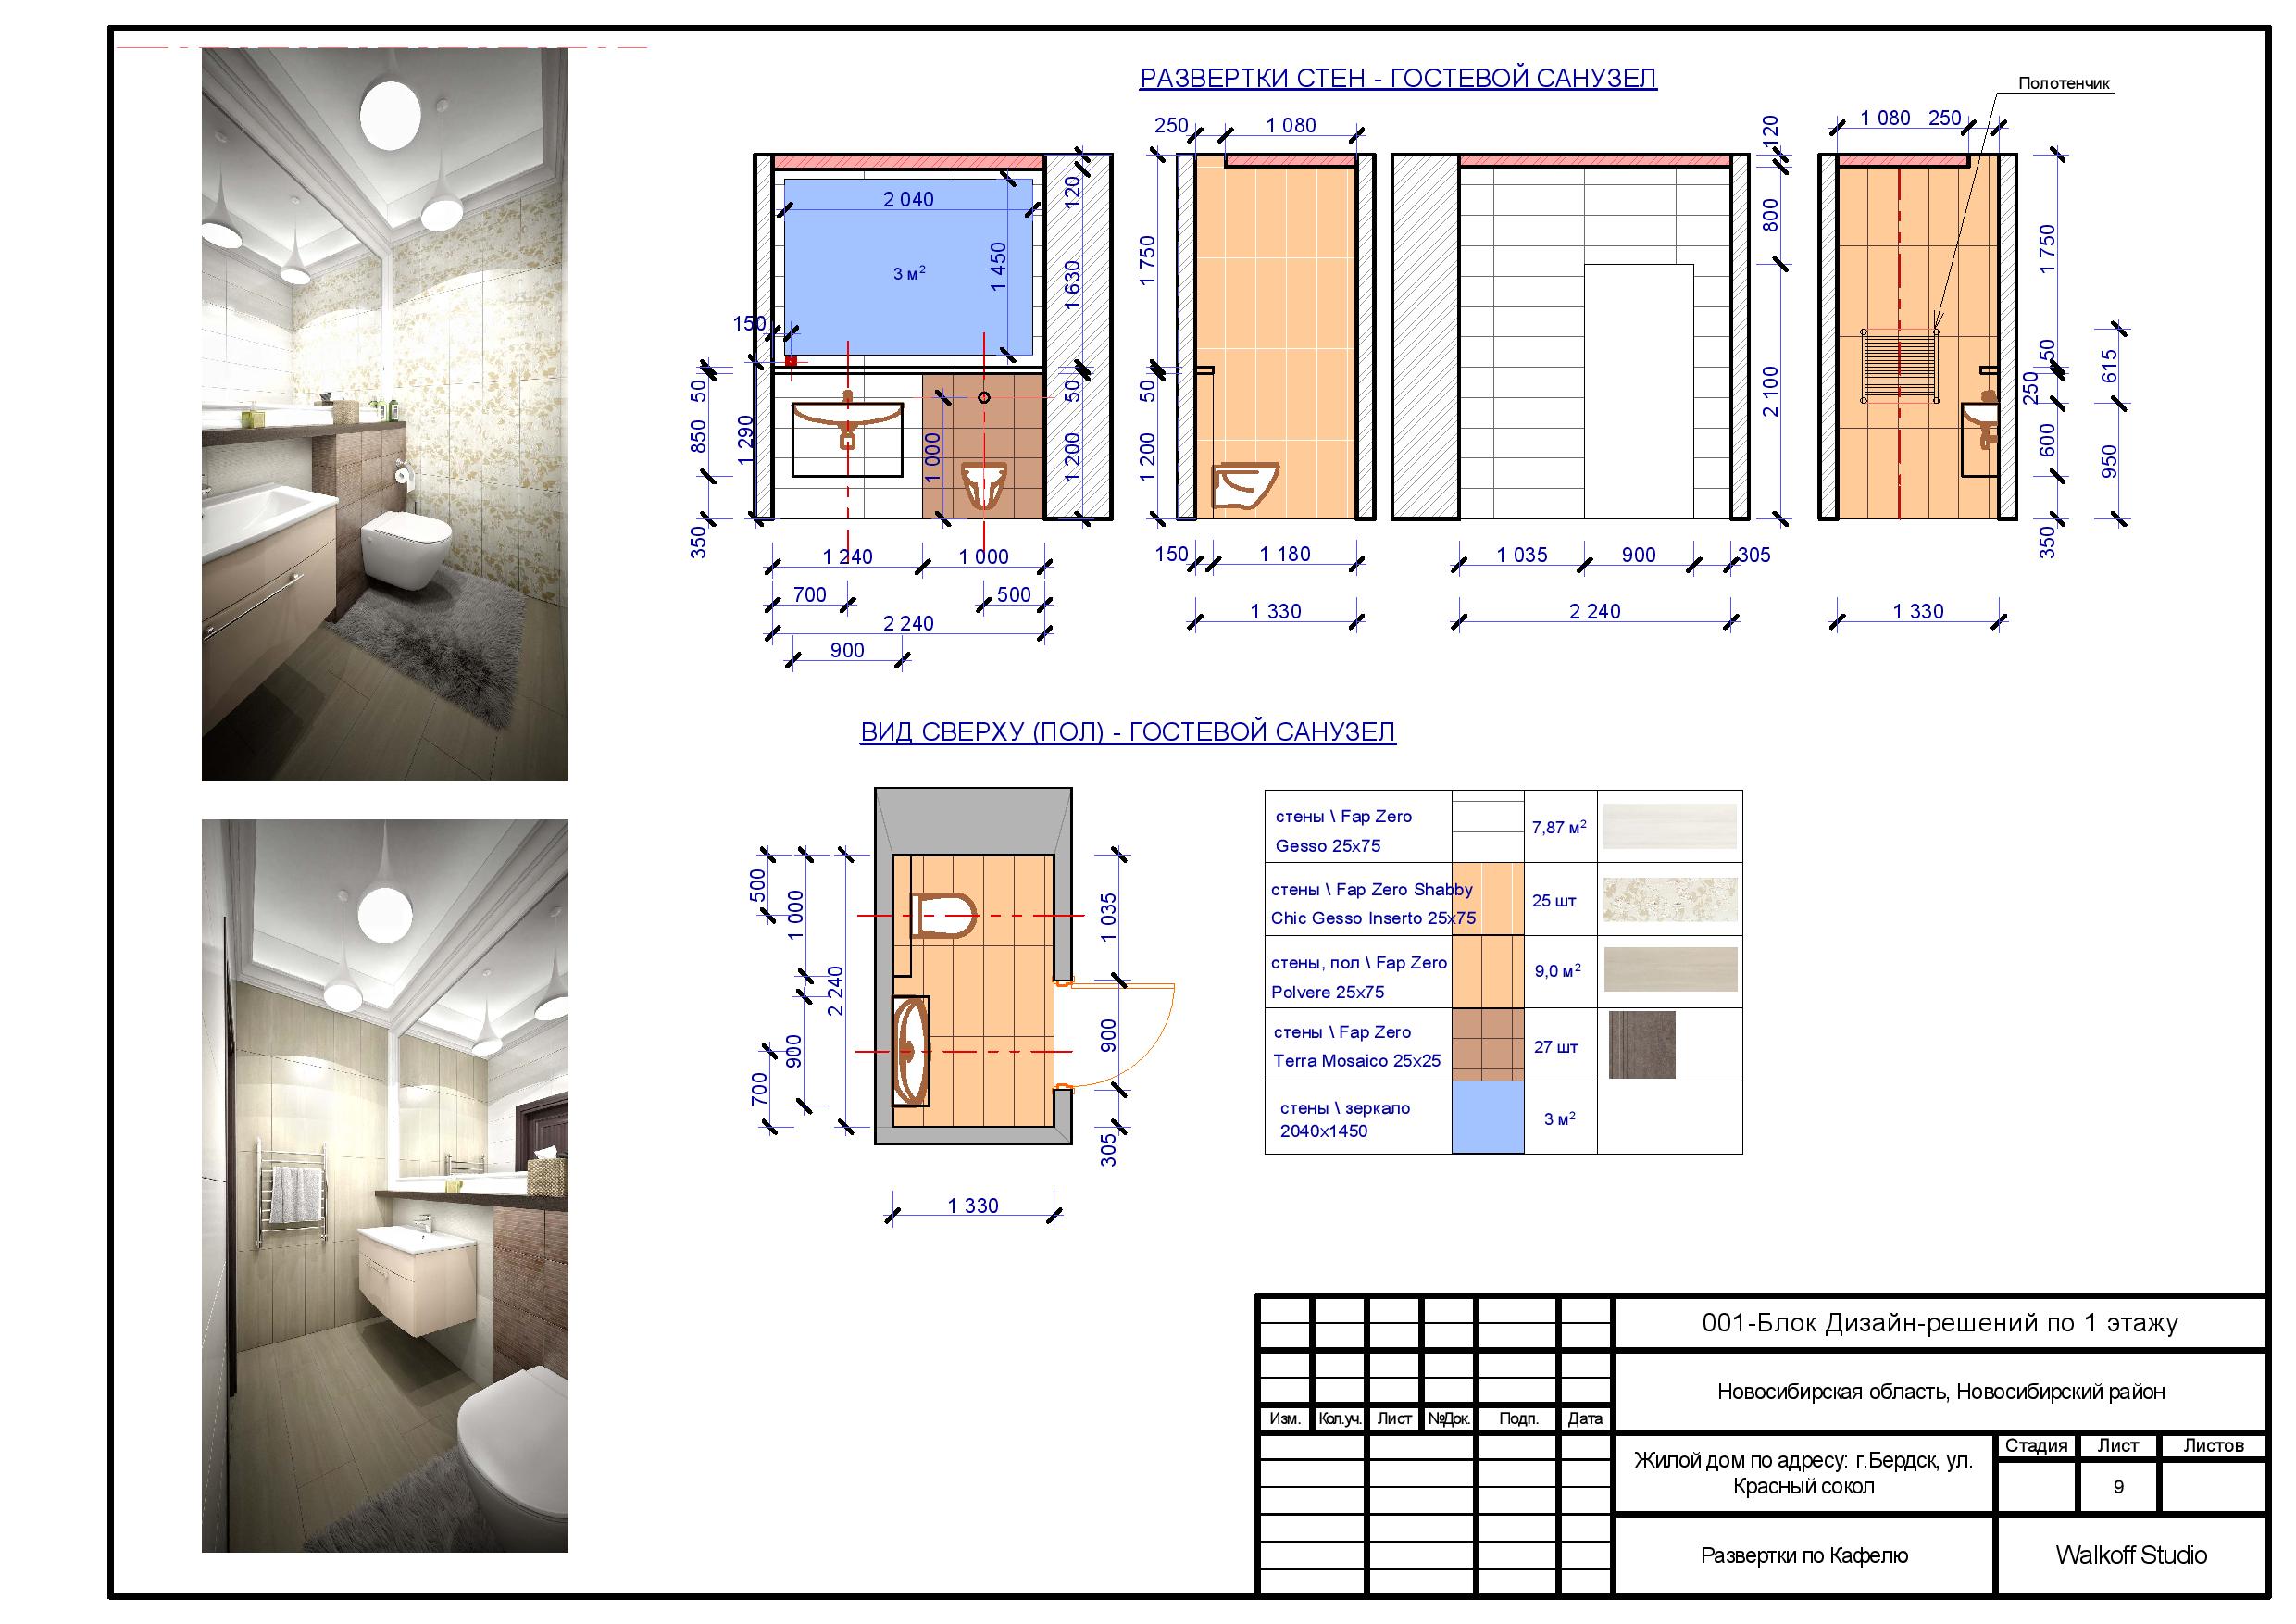 РАЗВЕРТКИ СТЕН - ГОСТЕВОЙ САНУЗЕЛ
Полотенчик
250
1 080
120
1 080
250
2 040
120
800
1 750
1 750
3 м²
1 450
1 630
150
50
50
50
150
615
250
2 100
850
1 290
1 000
1 200
1 200
600
950
350
350
1 240
1 000
150
1 180
1 035
900
305
700
500
1 330
2 240
1 330
2 240
900
ВИД СВЕРХУ (ПОЛ) - ГОСТЕВОЙ САНУЗЕЛ
500
1 000
2 240
900
700
1 035
900
305
1 330
стены \ Fap Zero
Gesso 25x75
7,87 м²
стены \ Fap Zero Shabby
Chic Gesso Inserto 25x75
25 шт
стены, пол \ Fap Zero
Polvere 25x75
9,0 м²
стены \ Fap Zero
Terra Mosaico 25x25
27 шт
стены \ зеркало
2040x1450
3 м²
001-Блок Дизайн-решений по 1 этажу
Новосибирская область, Новосибирский район
Изм. Кол.уч. Лист №Док. Подп. Дата
Жилой дом по адресу: г.Бердск, ул.
Красный сокол
Стадия Лист Листов
9
Развертки по Кафелю
Walkoff Studio